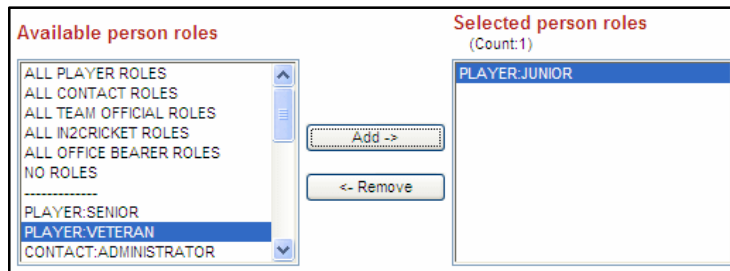 Available person roles
ALL PLAYER ROLES
ALL CONTACT ROLES
ALL TEAM OFFICIAL ROLES
ALL IN2CRICKET ROLES
ALL OFFICE BEARER ROLES
NO ROLES
-------------
PLAYER:SENIOR
PLAYER:VETERAN
CONTACT:ADMINISTRATOR
Add ->
<- Remove
Selected person roles
(Count:1)
PLAYER:JUNIOR